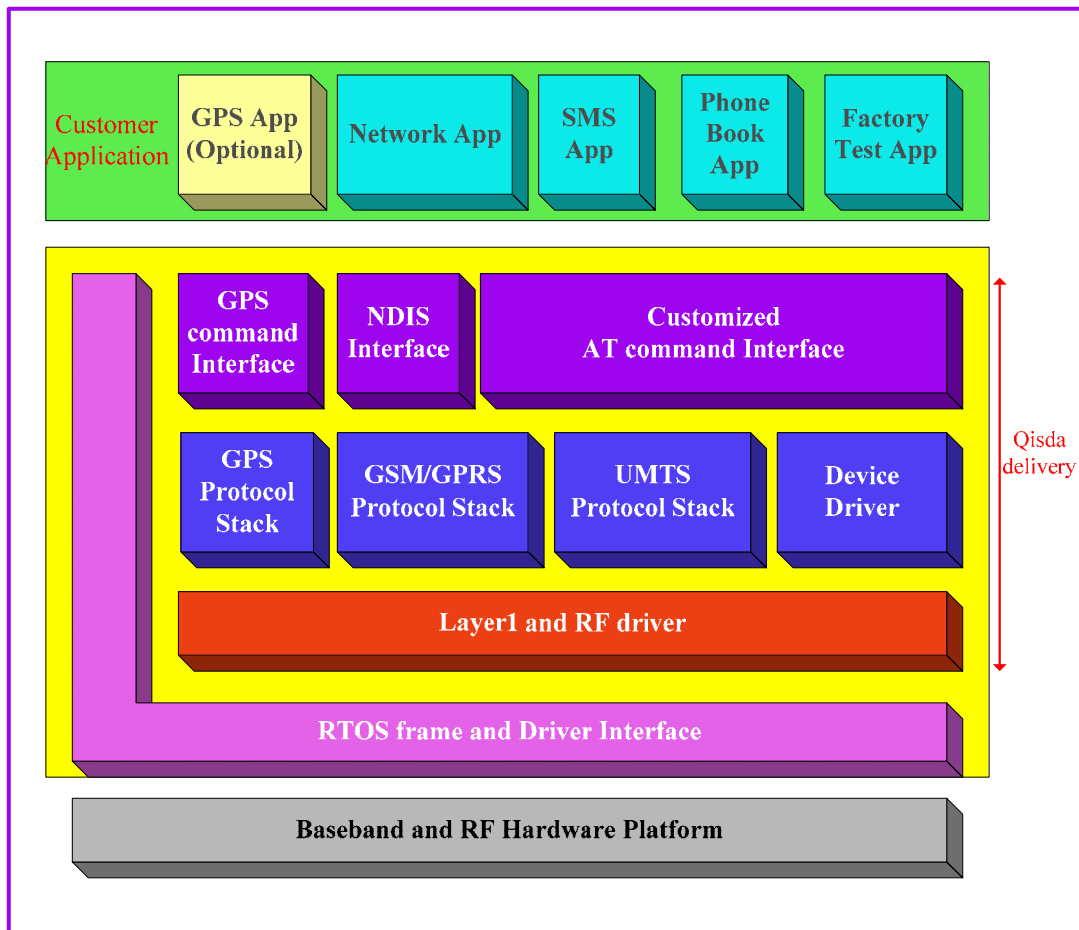 Customer
Application
GPS App
(Optional)
Network App
SMS
App
Phone
Book
App
Factory
Test App
GPS
command
Interface
NDIS
Interface
Customized
AT command Interface
GPS
Protocol
Stack
GSM/GPRS
Protocol Stack
UMTS
Protocol Stack
Device
Driver
Qisda
delivery
Layer1 and RF driver
RTOS frame and Driver Interface
Baseband and RF Hardware Platform